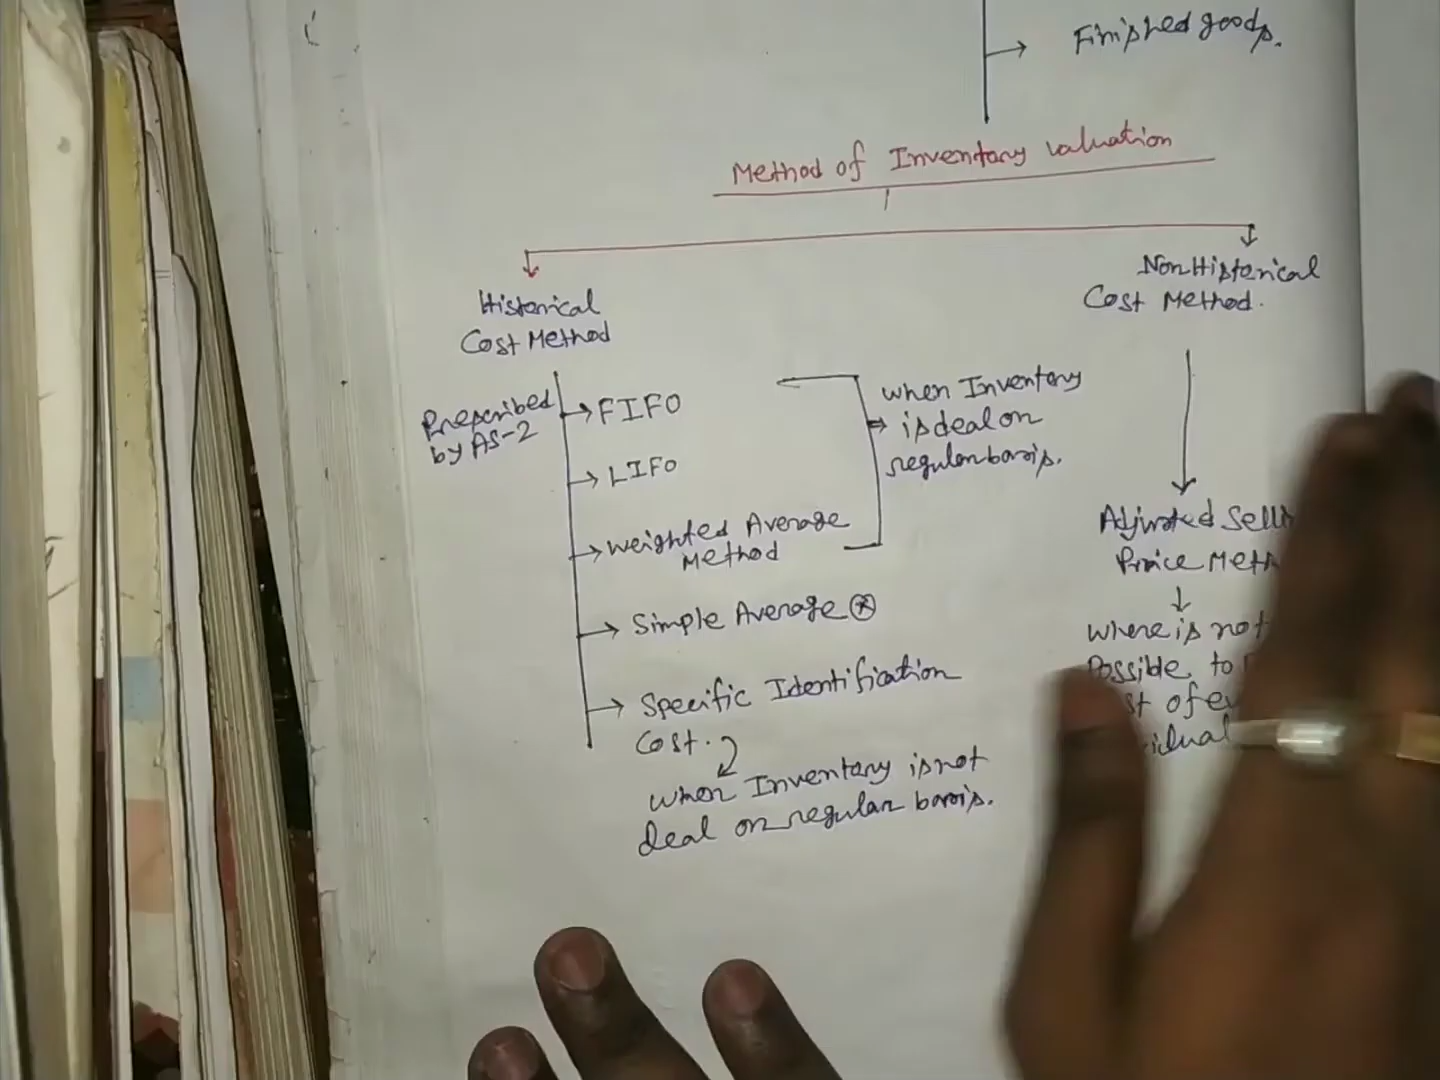 Finished goods.
Method of Inventory valuation
Historical
Cost Method
Prescribed
by AS-2
FIFO
LIFO
Weighted Average
Method
Simple Average
Specific Identification
Cost.
when Inventory is not
deal on regular basis.
when Inventory
is deal on
regular basis.
Non Historical
Cost Method.
Adjusted
Price
where is not
Possible to
of